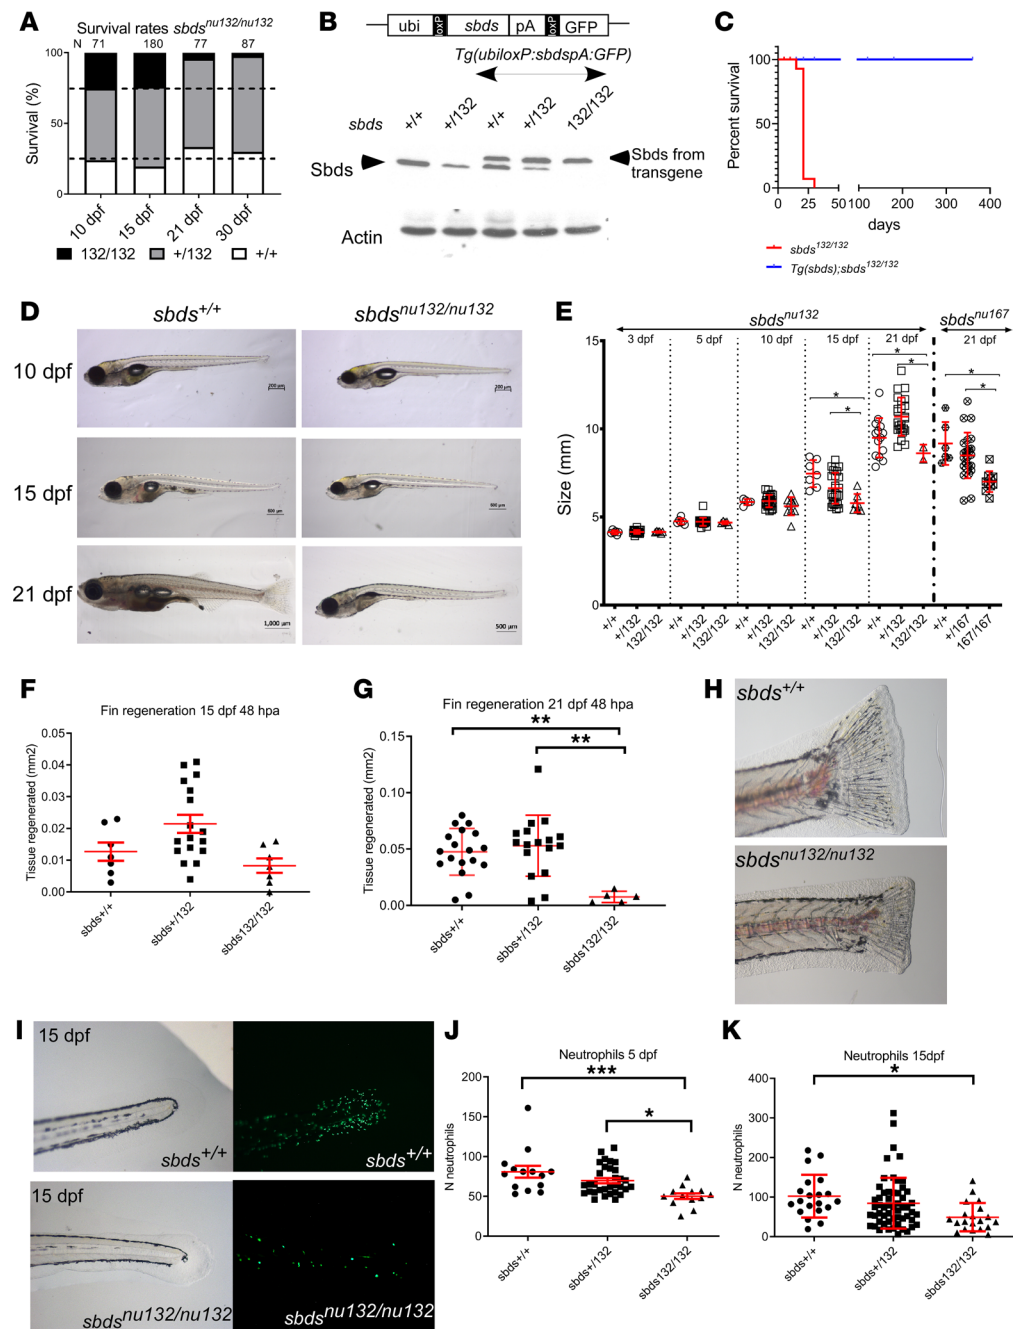 A
Survival rates sbds nu132/nu132
N 71 180 77 87
Survival (%)
100
50
0
10 dpf
15 dpf
21 dpf
30 dpf
132/132 +/132 +/+
B
ubi loxP sbds pA loxP GFP
Tg(ubiloxP:sbdspA:GFP)
sbds +/+ +/132 +/+ +/132 132/132
Sbds
Sbds from
transgene
Actin
C
Percent survival
100
50
0
0 25 50 100 200 300 400
days
sbds132/132
Tg(sbds);sbds132/132
D
sbds+/+
sbdsnu132/nu132
10 dpf
200 µm
200 µm
15 dpf
500 µm
500 µm
21 dpf
1,000 µm
500 µm
E
sbdsnu132
sbdsnu167
3 dpf 5 dpf 10 dpf 15 dpf 21 dpf 21 dpf
* * * * * *
Size (mm)
15
10
5
0
+/+ +/132 132/132 +/+ +/132 132/132 +/+ +/132 132/132 +/+ +/132 132/132 +/+ +/132 132/132 +/+ +/167 167/167
F
Fin regeneration 15 dpf 48 hpa
Tissue regenerated (mm2)
0.05
0.04
0.03
0.02
0.01
0.00
sbds+/+
sbds+/132
sbds132/132
G
Fin regeneration 21 dpf 48 hpa
**
**
Tissue regenerated (mm2)
0.15
0.10
0.05
0.00
sbds+/+
sbbs+/132
sbds132/132
H
sbds+/+
sbdsnu132/nu132
I
15 dpf
sbds+/+
sbds+/+
15 dpf
sbdsnu132/nu132
sbdsnu132/nu132
J
Neutrophils 5 dpf
***
*
N neutrophils
200
150
100
50
0
sbds+/+
sbds+/132
sbds132/132
K
Neutrophils 15dpf
*
N neutrophils
400
300
200
100
0
sbds+/+
sbds+/132
sbds132/132